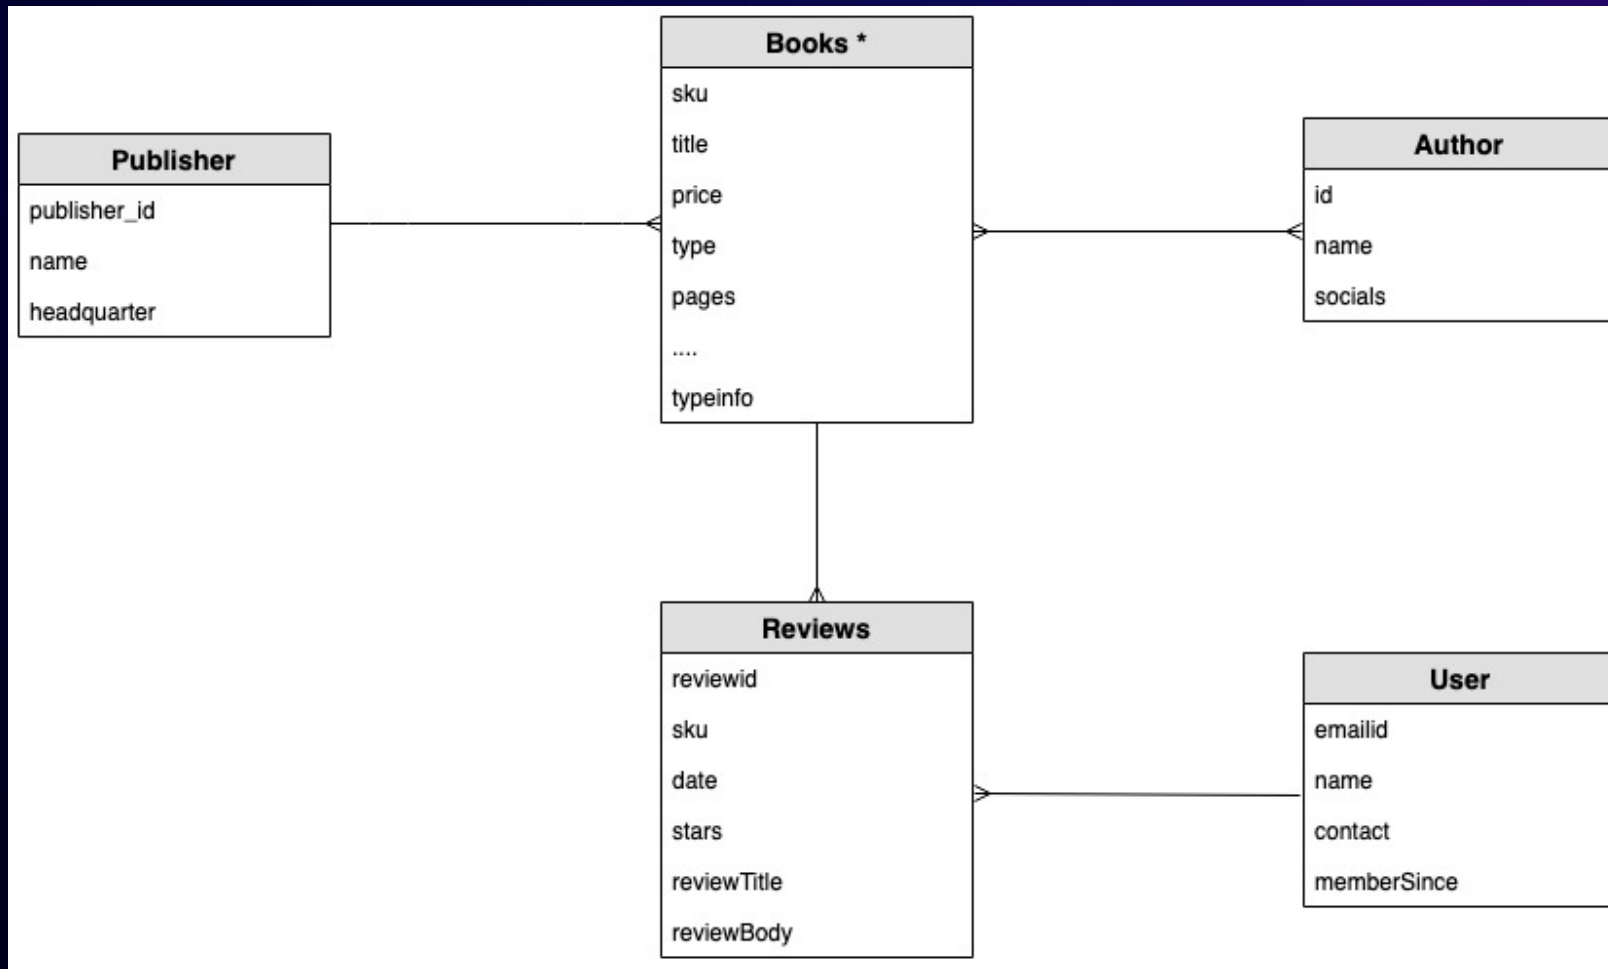 Books *
sku
title
price
type
pages
....
typeinfo
Publisher
publisher_id
name
headquarter
Author
id
name
socials
Reviews
reviewid
sku
date
stars
reviewTitle
reviewBody
User
emailid
name
contact
memberSince